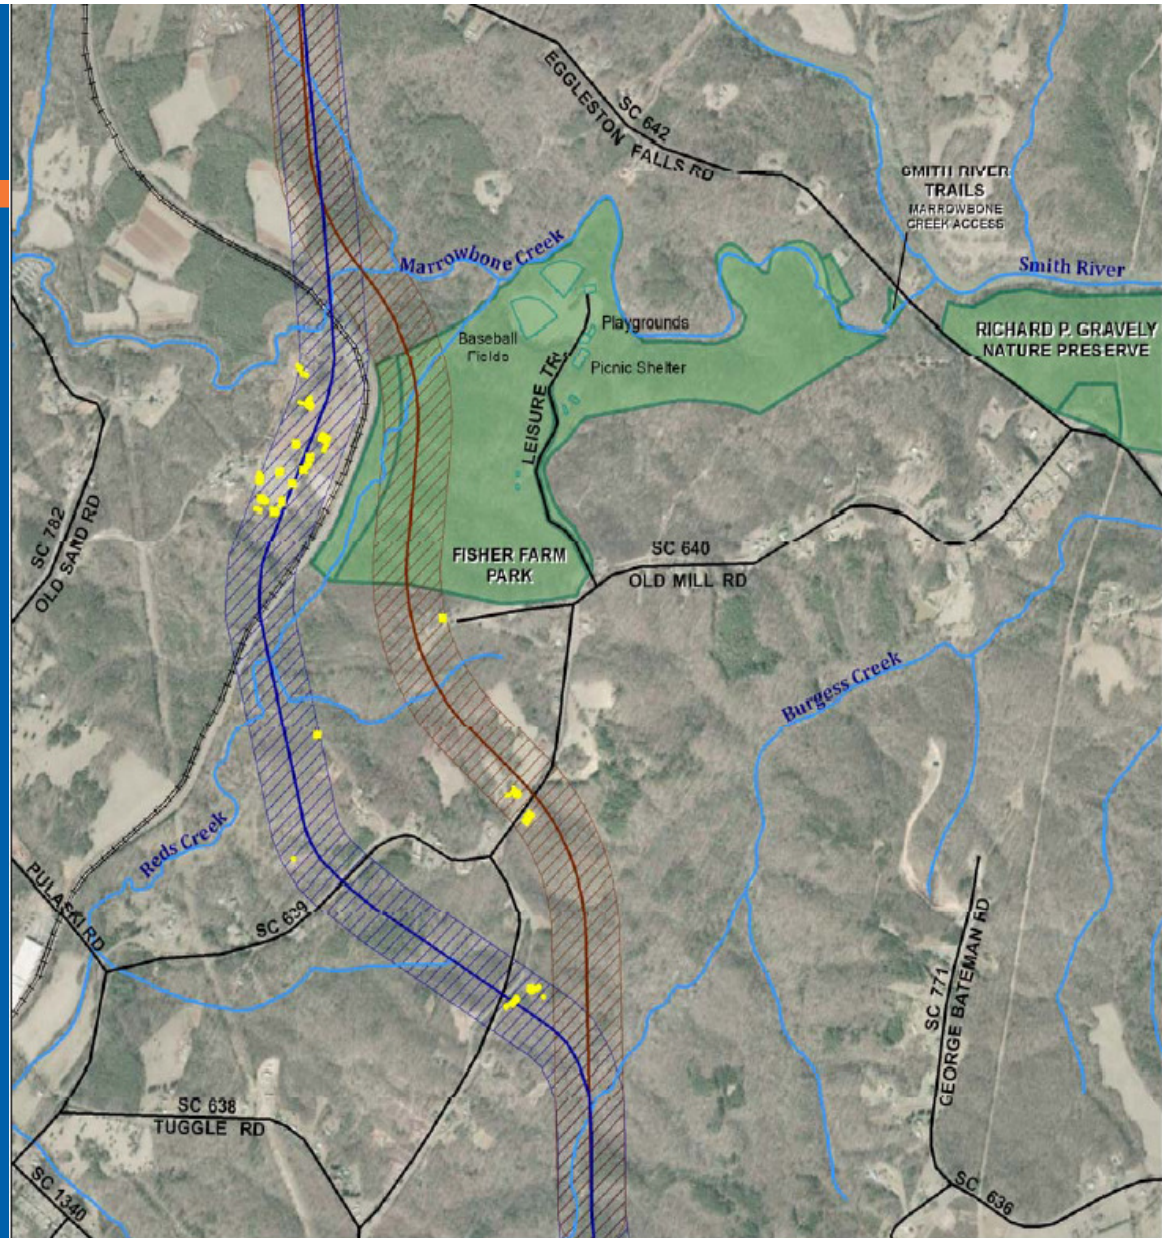 EGGLESTON FALLS RD
SC 642
SMITH RIVER
TRAILS
MARROWBONE
CREEK ACCESS
Marrowbone Creek
Smith River
Playgrounds
Baseball
Fields
RICHARD P. GRAVELY
NATURE PRESERVE
Picnic Shelter
LEISURE TR
SC 782
OLD SAND RD
FISHER FARM
PARK
SC 640
OLD MILL RD
Burgess Creek
Reds Creek
PULASKI RD
SC 639
SC 771
GEORGE BATEMAN RD
SC 638
TUGGLE RD
SC 1340
SC 636